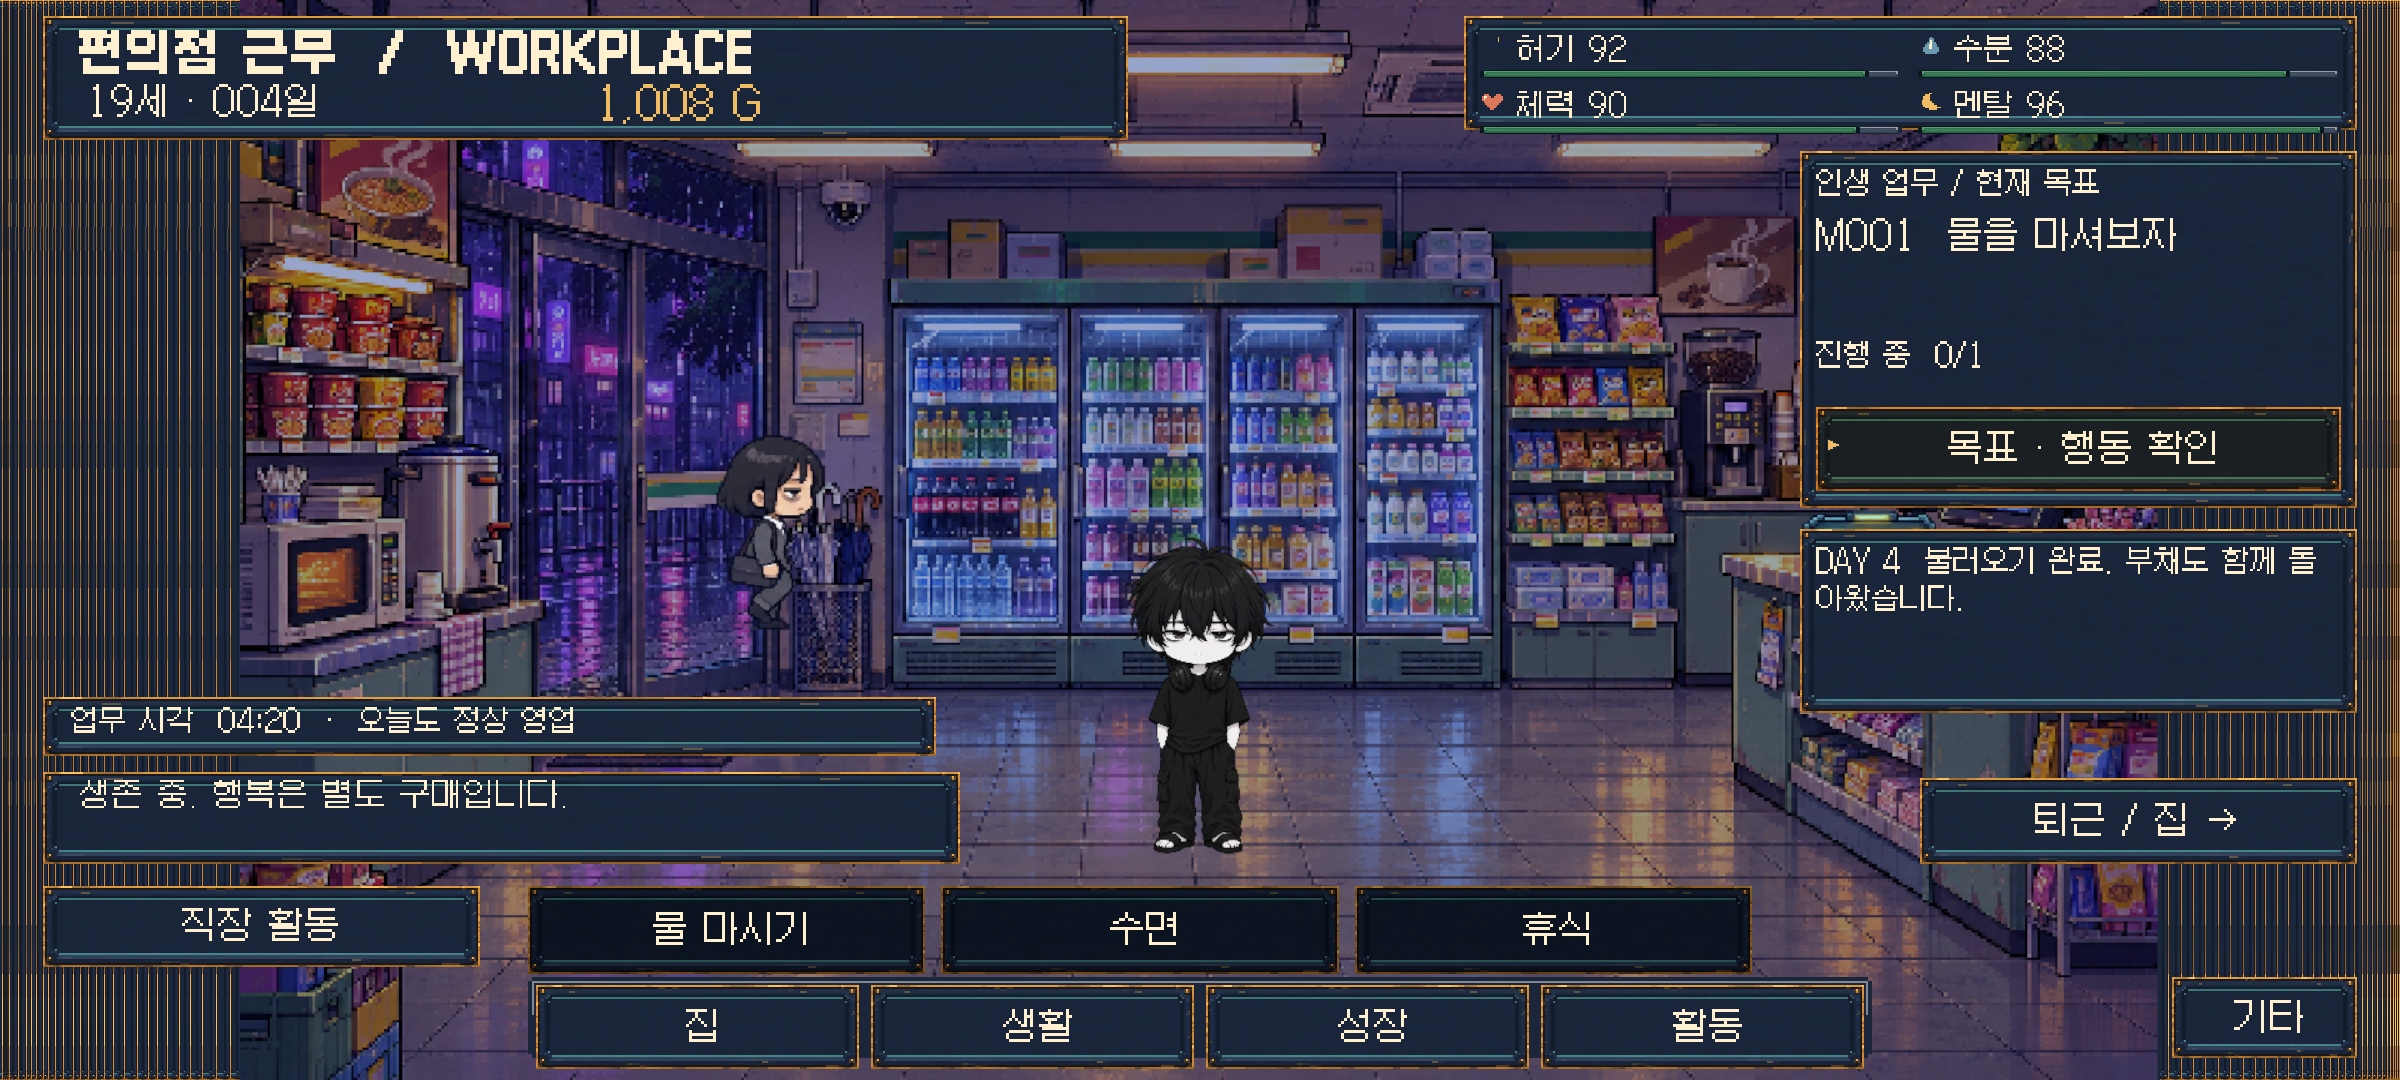 편의점 근무 / WORKPLACE
19세 · 004일 1,008 G
허기 92 수분 88
체력 90 멘탈 96
인생 업무 / 현재 목표
M001 물을 마셔보자
진행 중 0/1
목표 · 행동 확인
DAY 4 불러오기 완료. 부채도 함께 돌
아왔습니다.
업무 시각 04:20 · 오늘도 정상 영업
생존 중. 행복은 별도 구매입니다.
퇴근 / 집 →
직장 활동
물 마시기
수면
휴식
집
생활
성장
활동
기타